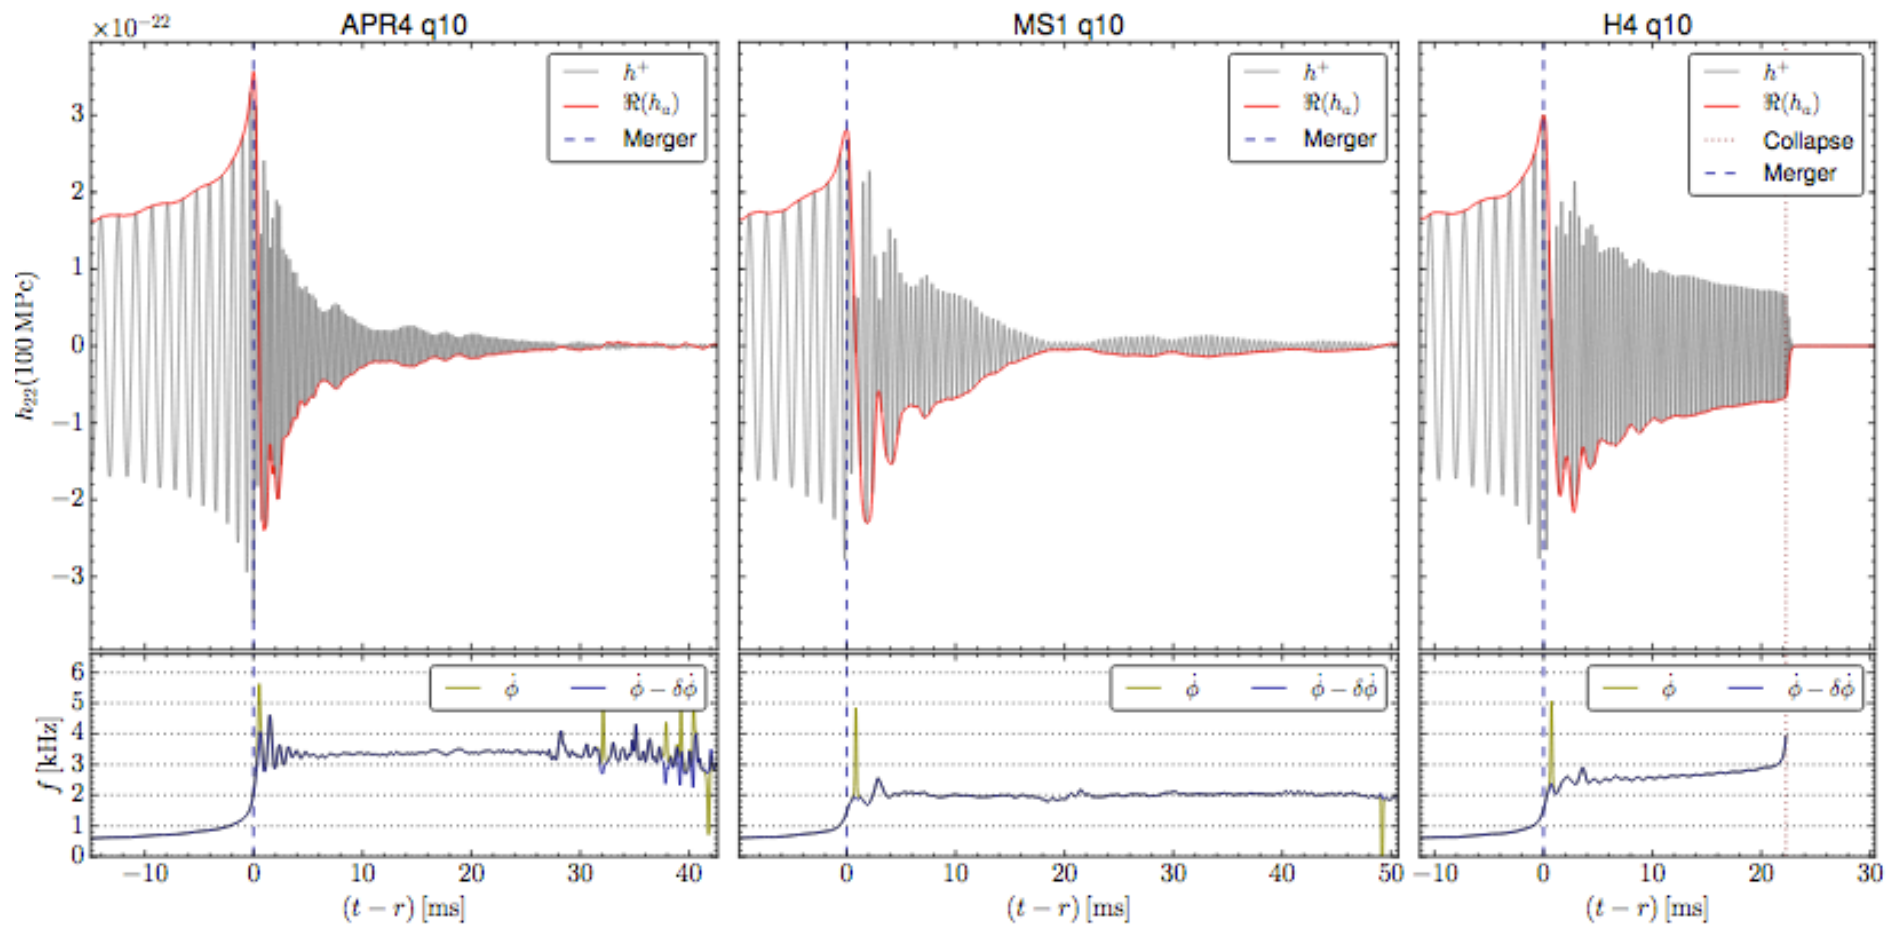 ×10⁻²² APR4 q10 MS1 q10 H4 q10
h⁺ h⁺ h⁺
ℜ(hₐ) ℜ(hₐ) ℜ(hₐ)
Merger Merger Collapse
Merger
h₂₂(100 MPc)
3
2
1
0
−1
−2
−3
ϕ̇ ϕ̇ − δϕ̇ ϕ̇ ϕ̇ − δϕ̇ ϕ̇ ϕ̇ − δϕ̇
f [kHz]
6
5
4
3
2
1
0
−10 0 10 20 30 40 0 10 20 30 40 50 −10 0 10 20 30
(t − r) [ms] (t − r) [ms] (t − r) [ms]